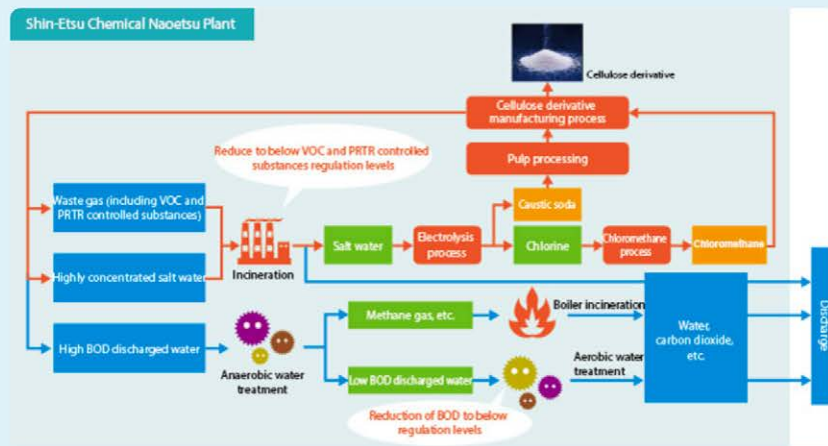 Shin-Etsu Chemical Naoetsu Plant
Cellulose derivative
Cellulose derivative
manufacturing process
Reduce to below VOC and PRTR controlled
substances regulation levels
Pulp processing
Waste gas (including VOC and
PRTR controlled substances)
Caustic soda
Salt water
Electrolysis
process
Chlorine
Chloromethane
process
Chloromethane
Incineration
Highly concentrated salt water
Methane gas, etc.
Boiler incineration
Water,
carbon dioxide,
etc.
Discharge
High BOD discharged water
Anaerobic water
treatment
Low BOD discharged water
Aerobic water
treatment
Reduction of BOD to below
regulation levels